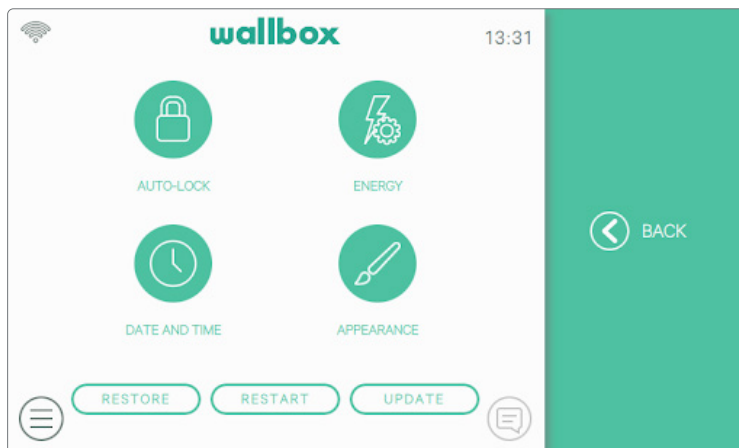 wallbox 13:31
AUTO-LOCK ENERGY
BACK
DATE AND TIME APPEARANCE
RESTORE RESTART UPDATE